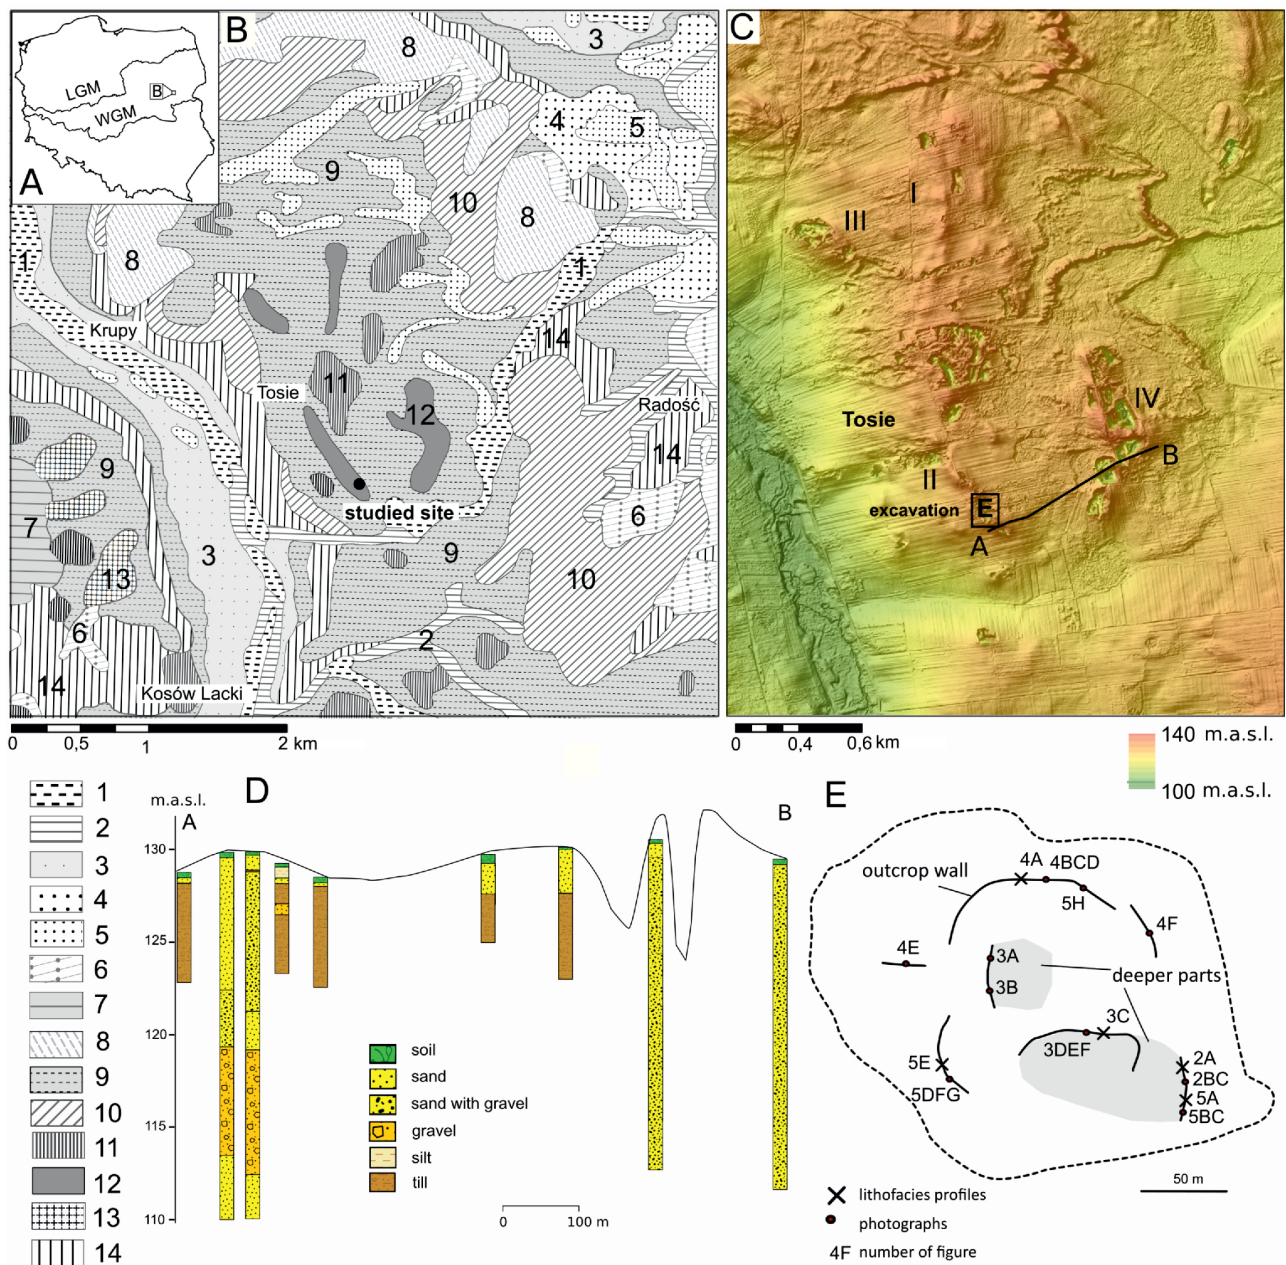 A
LGM
WGM
B
B
8
3
4
5
9
10
8
1
8
1
Krupy
14
Tosie
11
12
Radość
14
9
studied site
7
3
6
9
13
10
6
2
14
Kosów Lacki
0 0,5 1 2 km
C
I
III
IV
Tosie
B
II
excavation
E
A
0 0,4 0,6 km
140 m.a.s.l.
100 m.a.s.l.
1
2
3
4
5
6
7
8
9
10
11
12
13
14
D
m.a.s.l.
A
B
130
125
120
115
110
soil
sand
sand with gravel
gravel
silt
till
0 100 m
E
outcrop wall
4A 4BCD
5H
4F
4E
3A
deeper parts
3B
3C
3DEF
5E
2A
2BC
5DFG
5A
5BC
50 m
lithofacies profiles
photographs
4F number of figure